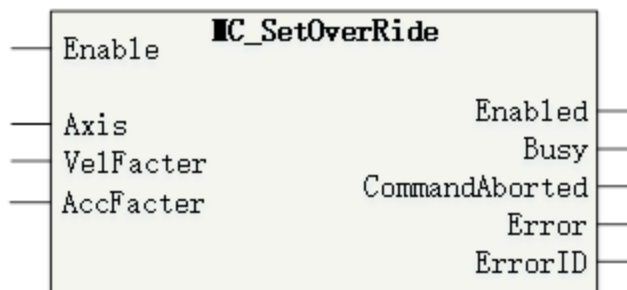 MC_SetOverRide
Enable
Axis
VelFacter
AccFacter
Enabled
Busy
CommandAborted
Error
ErrorID